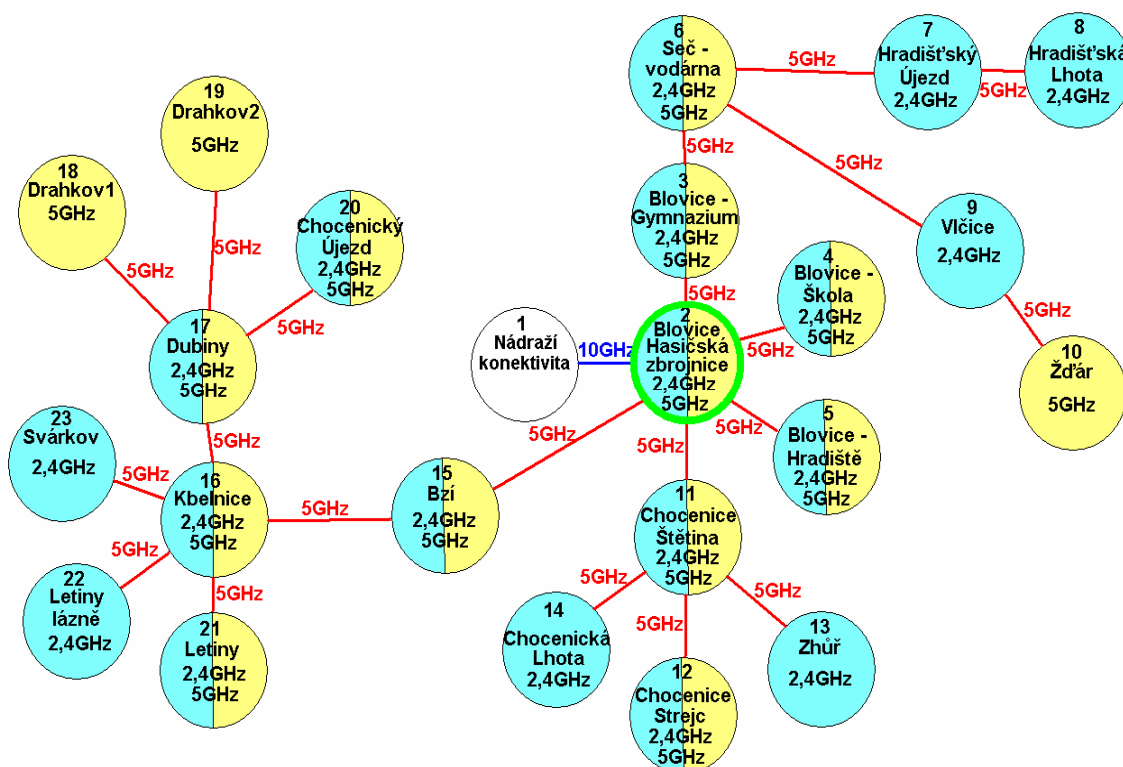 1
Nádraží
konektivita
10GHz
2
Blovice
Hasičská
zbrojnice
2,4GHz
5GHz
5GHz
3
Blovice -
Gymnazium
2,4GHz
5GHz
5GHz
4
Blovice -
Škola
2,4GHz
5GHz
5GHz
5
Blovice -
Hradiště
2,4GHz
5GHz
5GHz
6
Seč -
vodárna
2,4GHz
5GHz
5GHz
7
Hradišťský
Újezd
2,4GHz
5GHz
8
Hradišťská
Lhota
2,4GHz
5GHz
9
Vlčice
2,4GHz
5GHz
10
Žďár
5GHz
5GHz
11
Chocenice
Štětina
2,4GHz
5GHz
5GHz
12
Chocenice
Strejc
2,4GHz
5GHz
5GHz
13
Zhůř
2,4GHz
5GHz
14
Chocenická
Lhota
2,4GHz
5GHz
15
Bzí
2,4GHz
5GHz
5GHz
16
Kbelnice
2,4GHz
5GHz
5GHz
17
Dubiny
2,4GHz
5GHz
5GHz
18
Drahkov1
5GHz
5GHz
19
Drahkov2
5GHz
5GHz
20
Chocenický
Újezd
2,4GHz
5GHz
5GHz
21
Letiny
2,4GHz
5GHz
5GHz
22
Letiny
lázně
2,4GHz
5GHz
23
Svárkov
2,4GHz